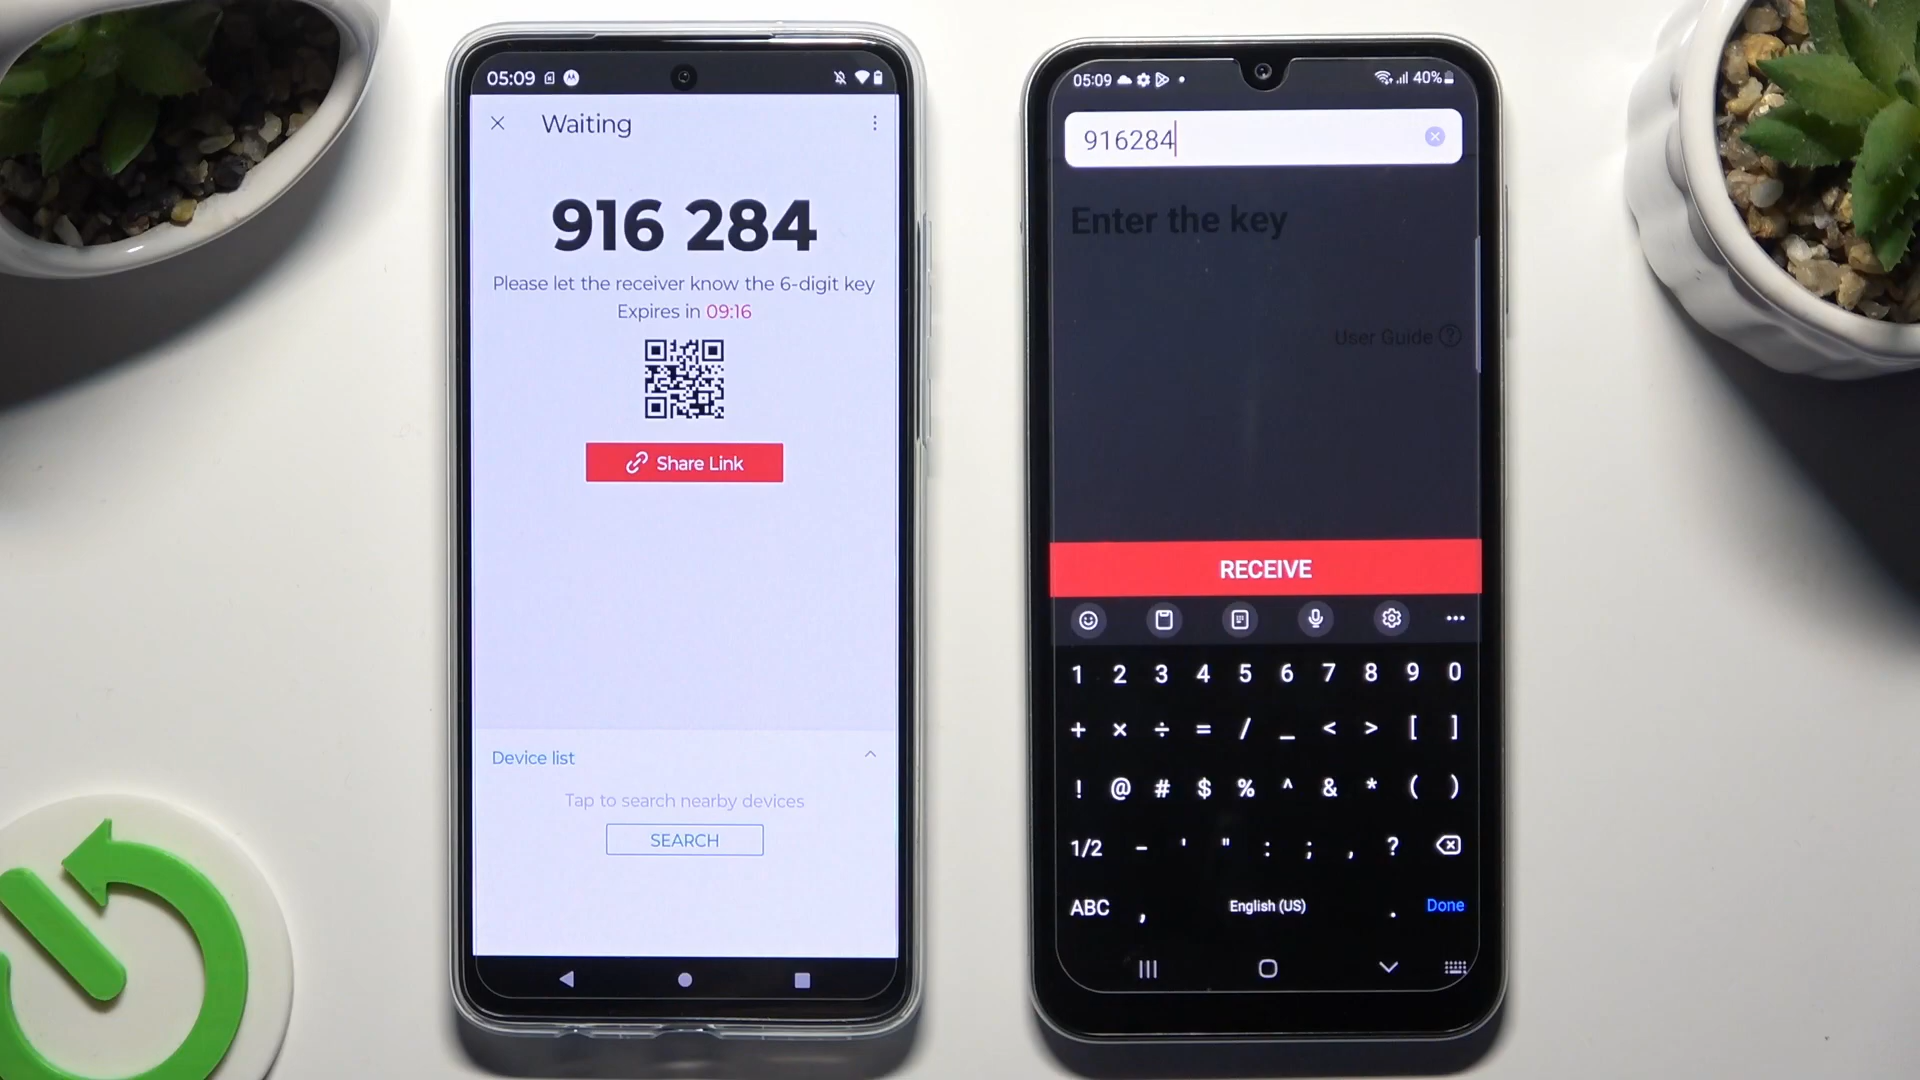 05:09
Waiting
916 284
Please let the receiver know the 6-digit key
Expires in 09:16
Share Link
Device list
Tap to search nearby devices
SEARCH
05:09 40%
916284
Enter the key
User Guide ?
RECEIVE
1 2 3 4 5 6 7 8 9 0
+ × ÷ = / _ < > [ ]
! @ # $ % ^ & * ( )
1/2 - ' " : ; , ?
ABC , English (US) . Done